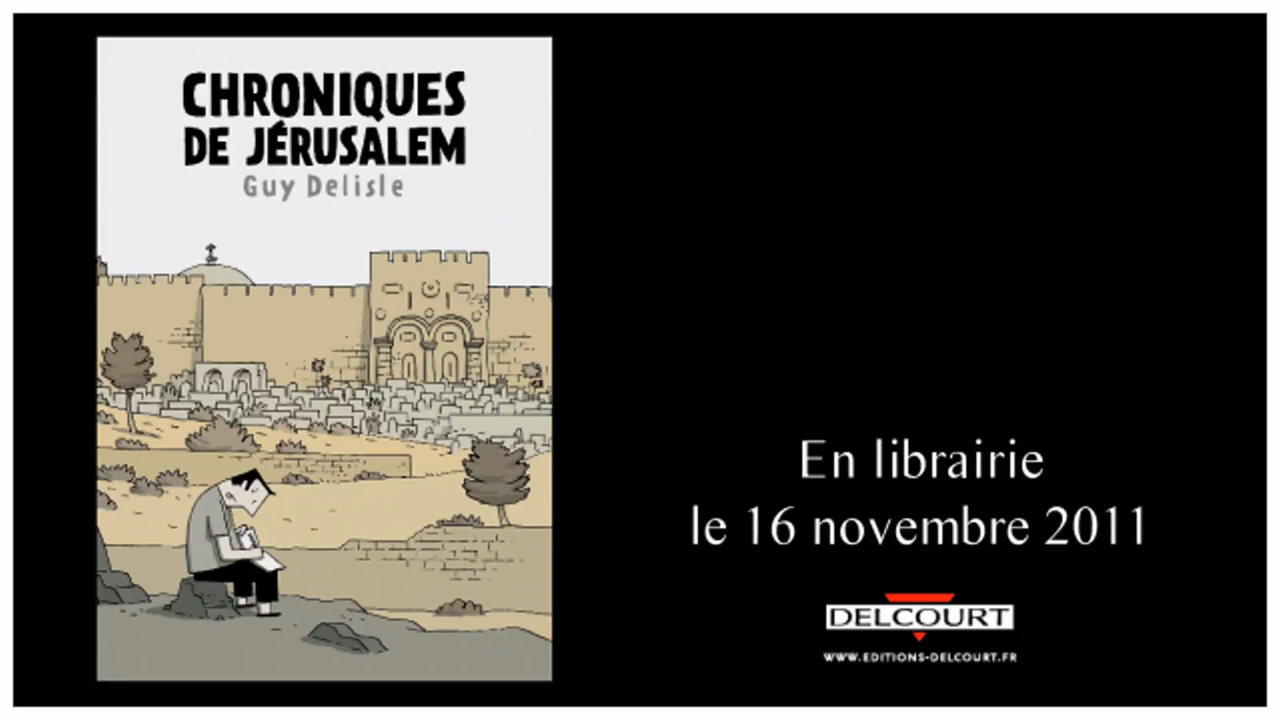 CHRONIQUES
DE JÉRUSALEM
Guy Delisle
En librairie
le 16 novembre 2011
DELCOURT
WWW.EDITIONS-DELCOURT.FR